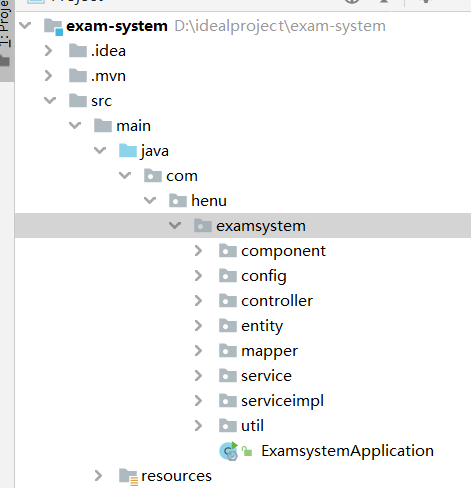 Project
1: Proje
exam-system D:\idealproject\exam-system
.idea
.mvn
src
main
java
com
henu
examsystem
component
config
controller
entity
mapper
service
serviceimpl
util
ExamsystemApplication
resources